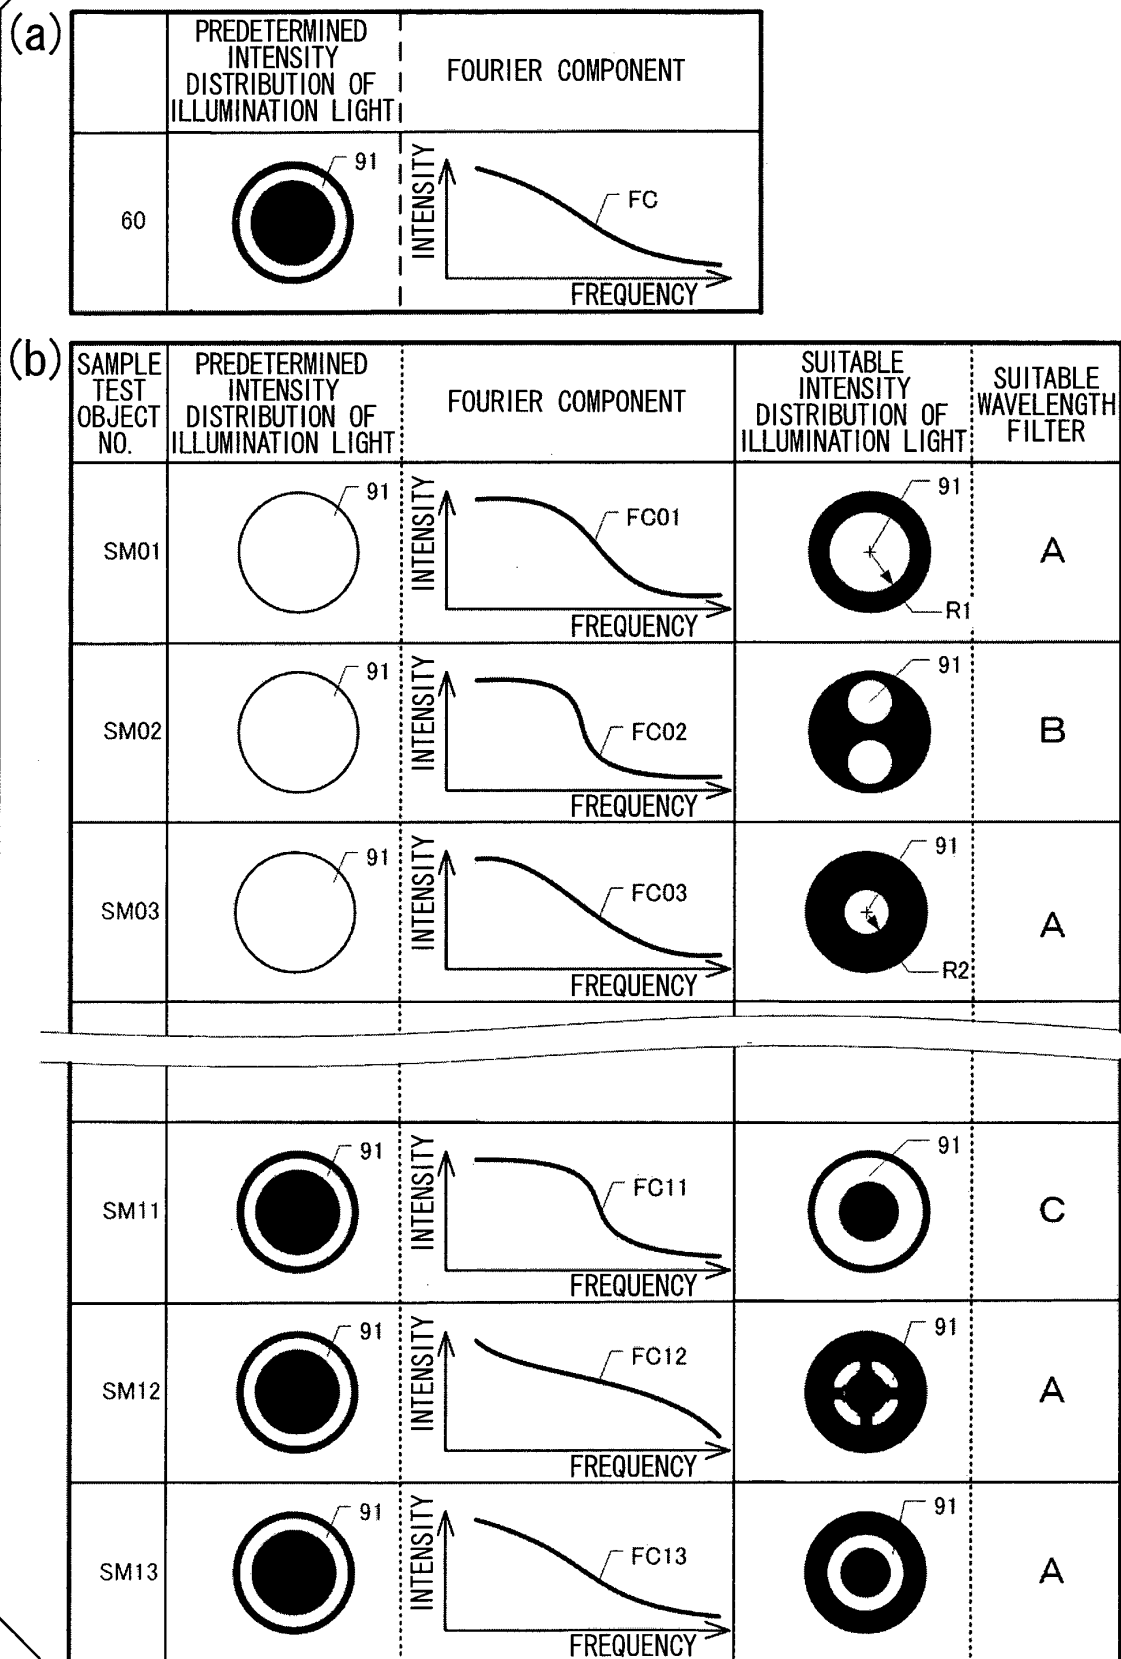 (a)
PREDETERMINED
INTENSITY
DISTRIBUTION OF
ILLUMINATION LIGHT
FOURIER COMPONENT
60
91
INTENSITY
FC
FREQUENCY
(b)
SAMPLE
TEST
OBJECT
NO.
PREDETERMINED
INTENSITY
DISTRIBUTION OF
ILLUMINATION LIGHT
FOURIER COMPONENT
SUITABLE
INTENSITY
DISTRIBUTION OF
ILLUMINATION LIGHT
SUITABLE
WAVELENGTH
FILTER
SM01
91
INTENSITY
FC01
FREQUENCY
91
R1
A
SM02
91
INTENSITY
FC02
FREQUENCY
91
B
SM03
91
INTENSITY
FC03
FREQUENCY
91
R2
A
SM11
91
INTENSITY
FC11
FREQUENCY
91
C
SM12
91
INTENSITY
FC12
FREQUENCY
91
A
SM13
91
INTENSITY
FC13
FREQUENCY
91
A